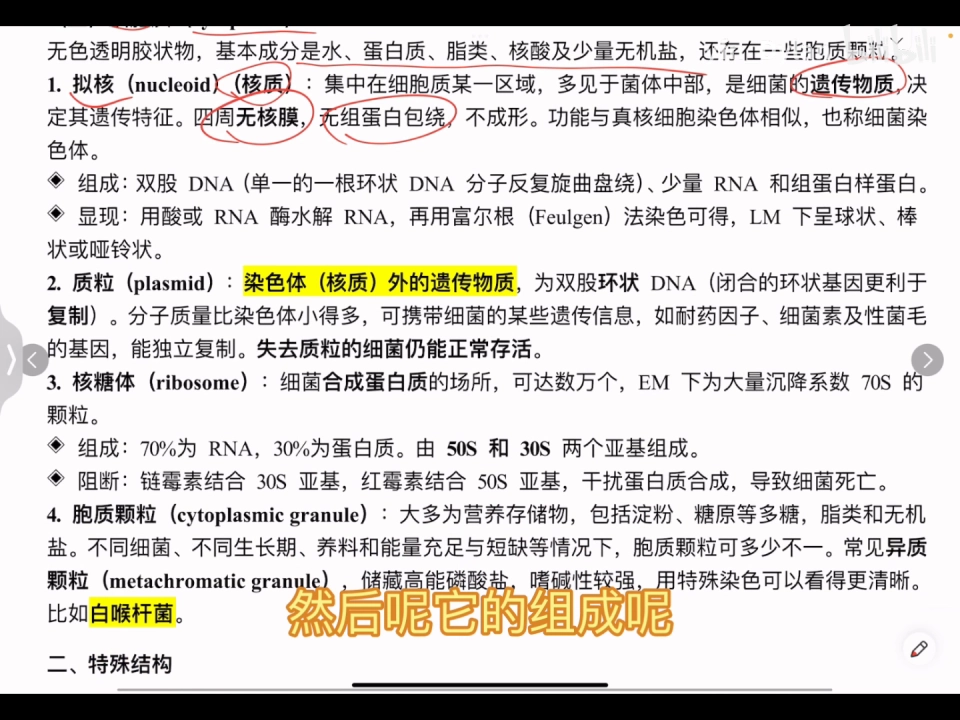 无色透明胶状物，基本成分是水、蛋白质、脂类、核酸及少量无机盐，还存在一些胞质颗粒。
1. 拟核（nucleoid）（核质）：集中在细胞质某一区域，多见于菌体中部，是细菌的遗传物质，决
定其遗传特征。四周无核膜，无组蛋白包绕，不成形。功能与真核细胞染色体相似，也称细菌染
色体。
◈ 组成：双股 DNA（单一的一根环状 DNA 分子反复旋曲盘绕）、少量 RNA 和组蛋白样蛋白。
◈ 显现：用酸或 RNA 酶水解 RNA，再用富尔根（Feulgen）法染色可得，LM 下呈球状、棒
状或哑铃状。
2. 质粒（plasmid）：染色体（核质）外的遗传物质，为双股环状 DNA（闭合的环状基因更利于
复制）。分子质量比染色体小得多，可携带细菌的某些遗传信息，如耐药因子、细菌素及性菌毛
的基因，能独立复制。失去质粒的细菌仍能正常存活。
3. 核糖体（ribosome）：细菌合成蛋白质的场所，可达数万个，EM 下为大量沉降系数 70S 的
颗粒。
◈ 组成：70%为 RNA，30%为蛋白质。由 50S 和 30S 两个亚基组成。
◈ 阻断：链霉素结合 30S 亚基，红霉素结合 50S 亚基，干扰蛋白质合成，导致细菌死亡。
4. 胞质颗粒（cytoplasmic granule）：大多为营养存储物，包括淀粉、糖原等多糖，脂类和无机
盐。不同细菌、不同生长期、养料和能量充足与短缺等情况下，胞质颗粒可多少不一。常见异质
颗粒（metachromatic granule），储藏高能磷酸盐，嗜碱性较强，用特殊染色可以看得更清晰。
比如白喉杆菌。
然后呢它的组成呢
二、特殊结构